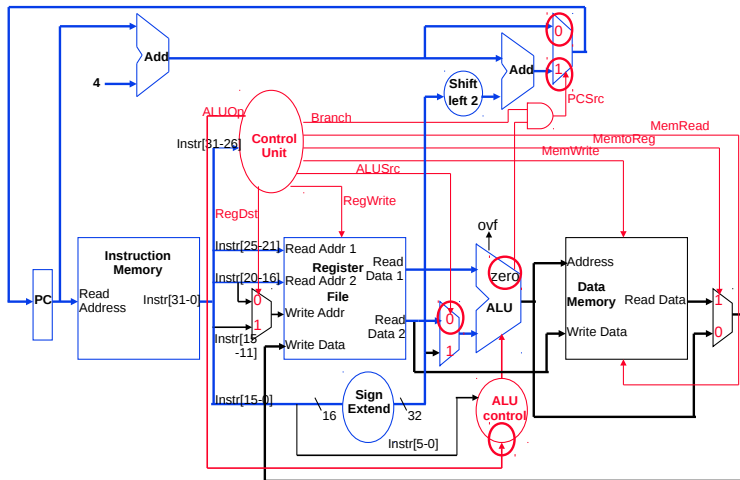 0
Add
4
Add
1
Shift
left 2
PCSrc
ALUOp
Branch
MemRead
Control
Unit
Instr[31-26]
MemtoReg
MemWrite
ALUSrc
RegWrite
RegDst
ovf
Instruction
Memory
Instr[25-21]
Read Addr 1
Read
Data 1
zero
Address
Register
File
Instr[20-16]
Read Addr 2
PC
Read
Address
Instr[31-0]
0
1
Write Addr
ALU
Data
Memory
Read Data
1
0
Read
Data 2
0
1
Write Data
Instr[15
-11]
Write Data
Sign
Extend
Instr[15-0]
16
32
ALU
control
Instr[5-0]